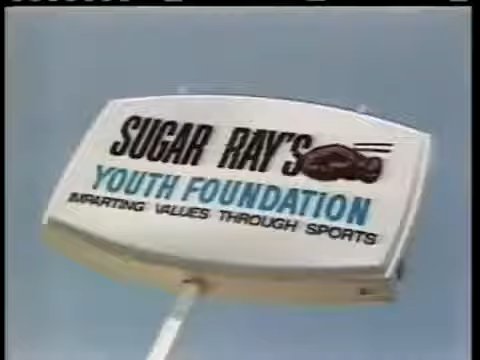 SUGAR RAY'S
YOUTH FOUNDATION
IMPARTING VALUES THROUGH SPORTS